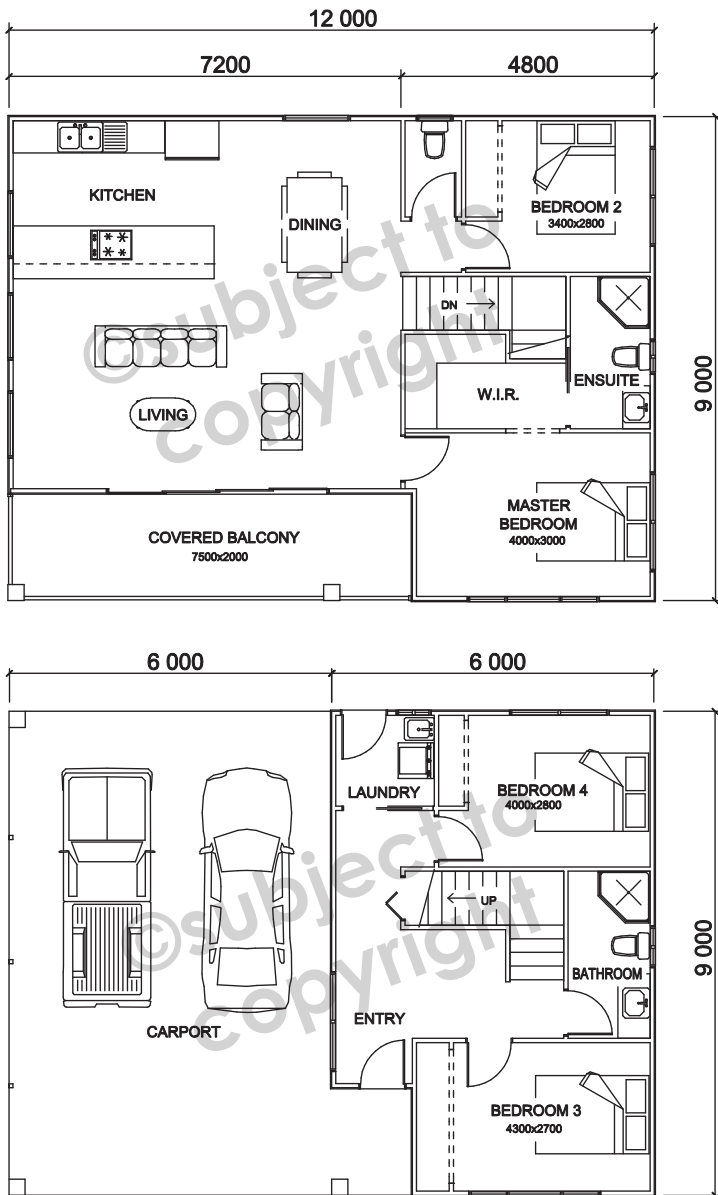 12 000
7200
4800
KITCHEN
DINING
BEDROOM 2
3400x2800
DN
W.I.R.
ENSUITE
LIVING
9 000
MASTER
BEDROOM
4000x3000
COVERED BALCONY
7500x2000
©subject to
copyright
6 000
6 000
LAUNDRY
BEDROOM 4
4000x2800
UP
BATHROOM
ENTRY
CARPORT
9 000
BEDROOM 3
4300x2700
©subject to
copyright